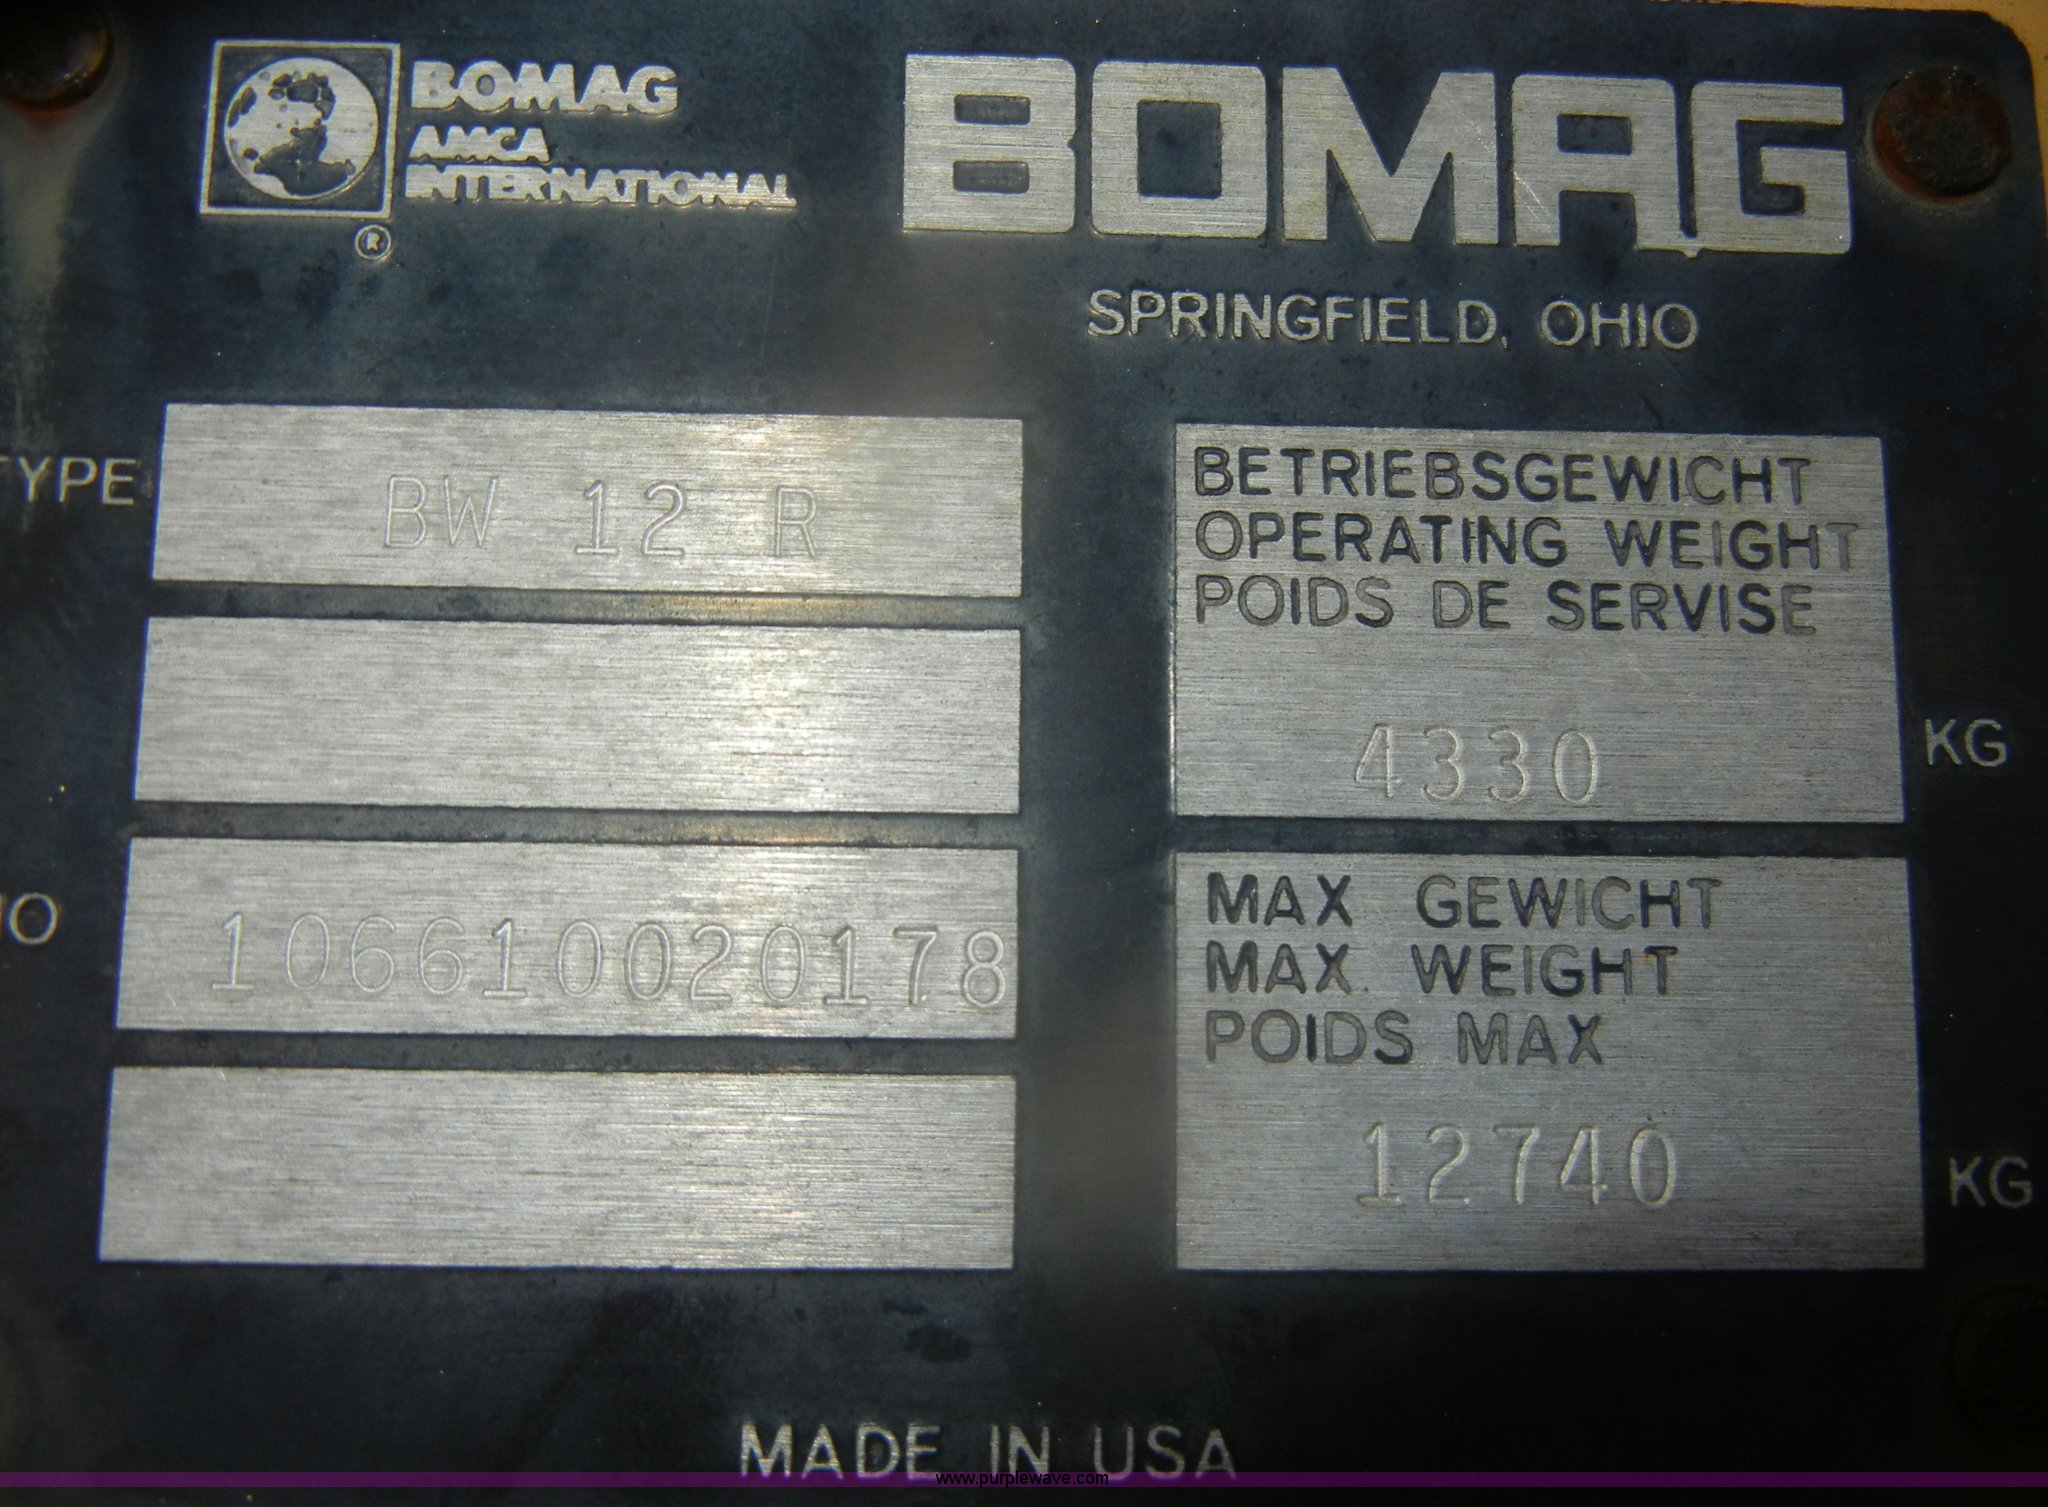 BOMAG
AMCA
INTERNATIONAL
®
BOMAG
SPRINGFIELD, OHIO
TYPE BW 12 R
BETRIEBSGEWICHT
OPERATING WEIGHT
POIDS DE SERVISE
4330 KG
106610020178
MAX GEWICHT
MAX. WEIGHT
POIDS MAX
12740 KG
MADE IN USA
www.purplewave.com